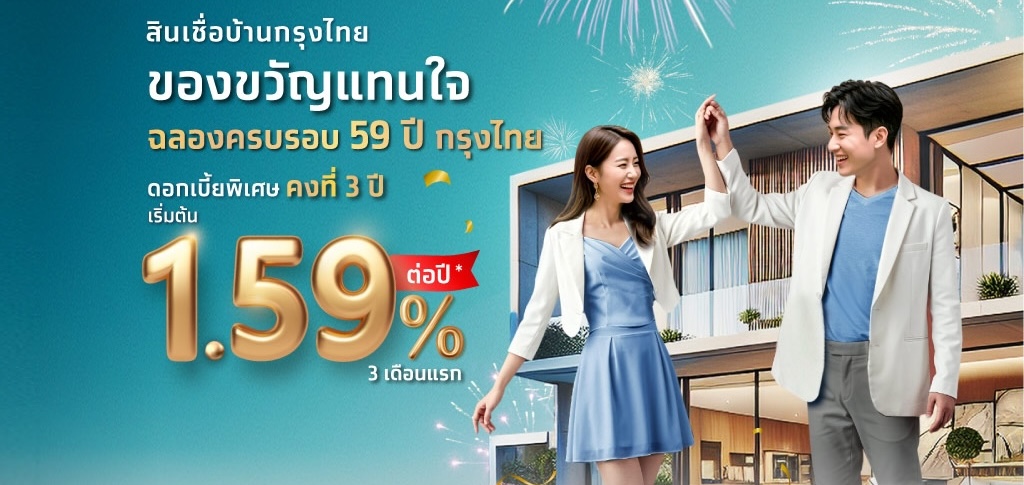 สินเชื่อบ้านกรุงไทย
ของขวัญแทนใจ
ฉลองครบรอบ 59 ปี กรุงไทย
ดอกเบี้ยพิเศษ คงที่ 3 ปี
เริ่มต้น
1.59% ต่อปี*
3 เดือนแรก